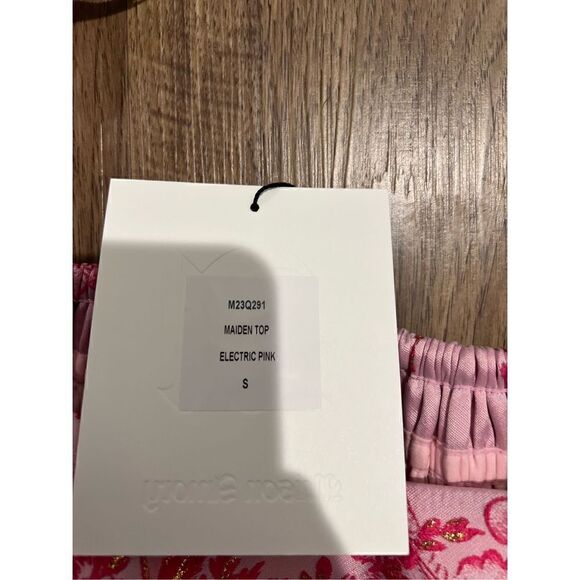 M23Q291
MAIDEN TOP
ELECTRIC PINK
S